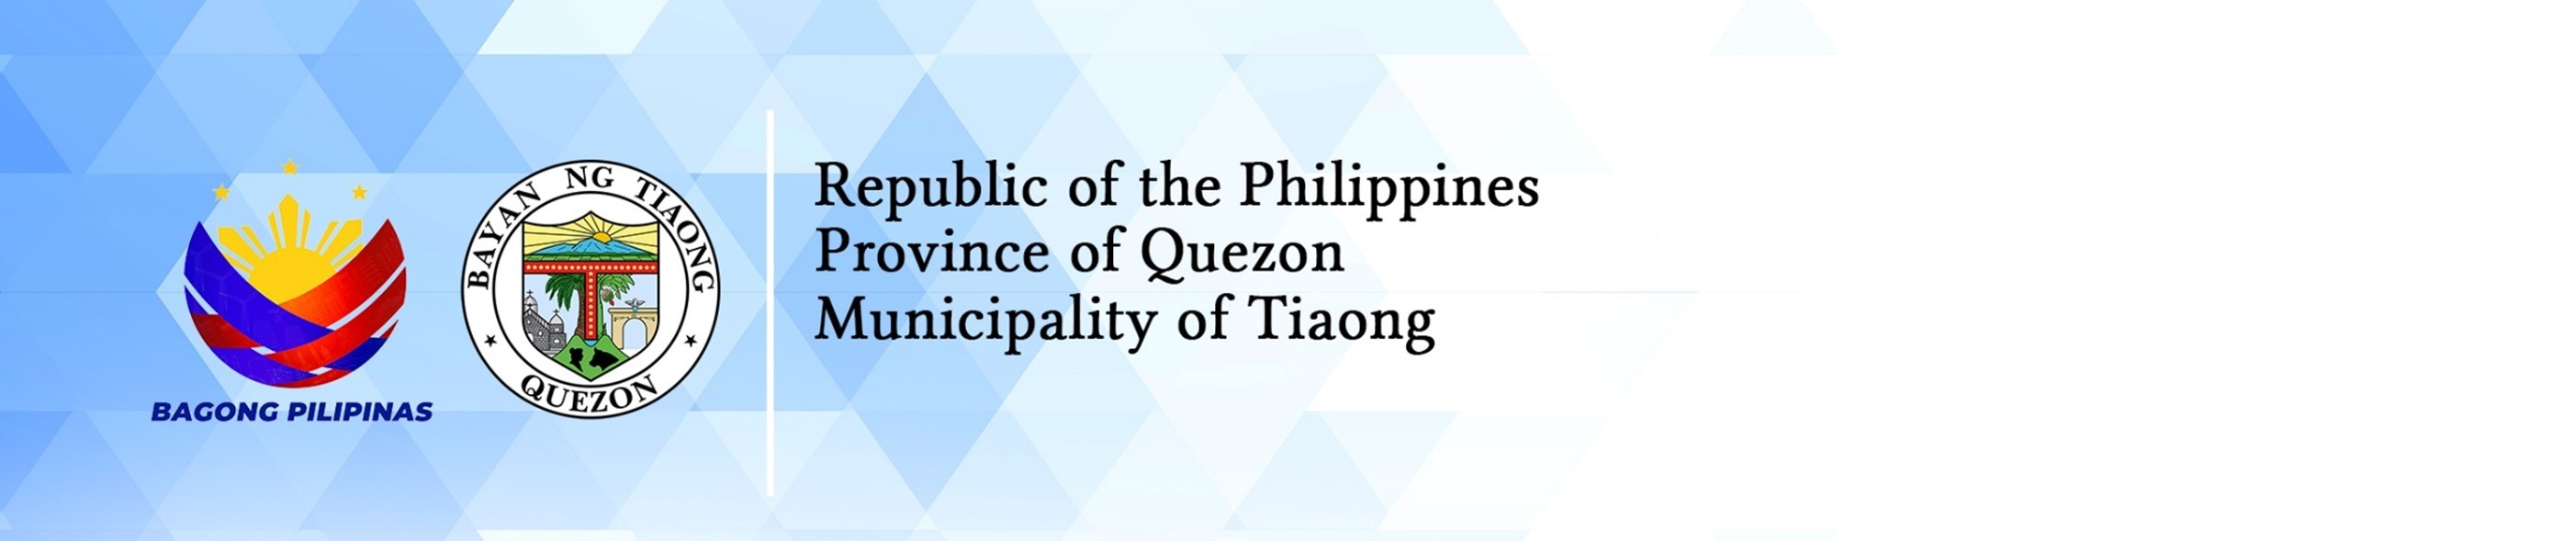 BAGONG PILIPINAS
BAYAN NG TIAONG
QUEZON
Republic of the Philippines
Province of Quezon
Municipality of Tiaong